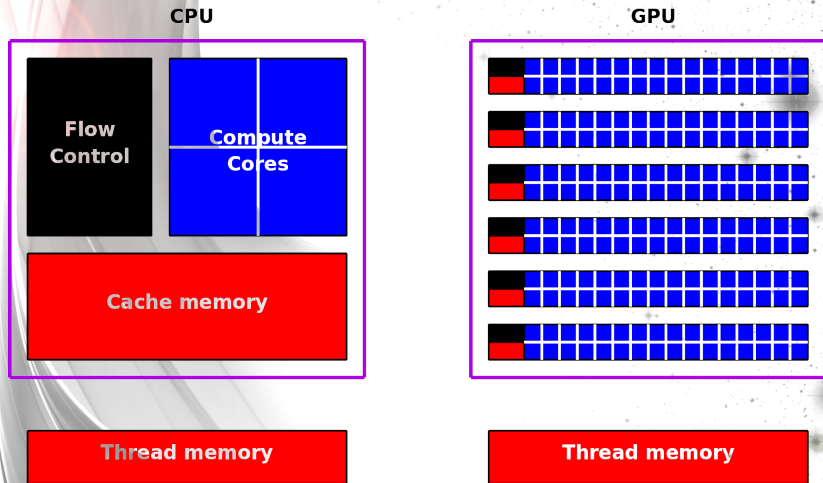 CPU
GPU
Flow
Control
Compute
Cores
Cache memory
Thread memory
Thread memory